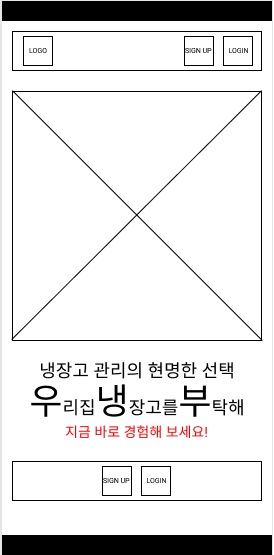 LOGO SIGN UP LOGIN
냉장고 관리의 현명한 선택
우리집 냉장고를 부탁해
지금 바로 경험해 보세요!
SIGN UP LOGIN